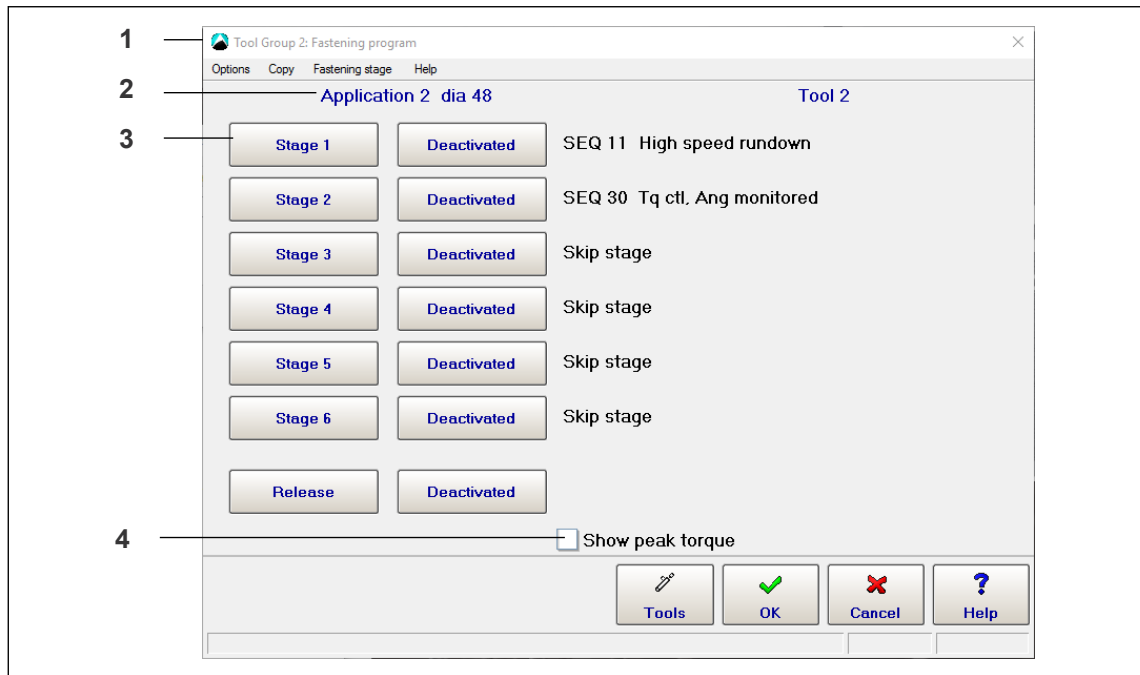 1
Tool Group 2: Fastening program
Options Copy Fastening stage Help
2
Application 2 dia 48 Tool 2
3
Stage 1 Deactivated SEQ 11 High speed rundown
Stage 2 Deactivated SEQ 30 Tq ctl, Ang monitored
Stage 3 Deactivated Skip stage
Stage 4 Deactivated Skip stage
Stage 5 Deactivated Skip stage
Stage 6 Deactivated Skip stage
Release Deactivated
4
Show peak torque
Tools OK Cancel Help